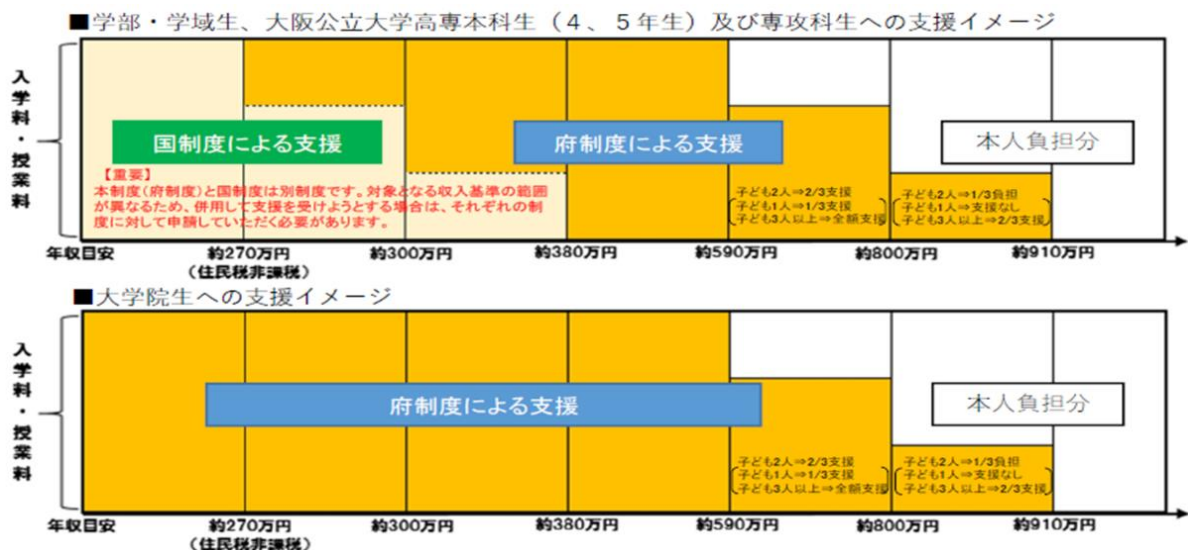 ■学部・学域生、大阪公立大学高専本科生（４、５年生）及び専攻科生への支援イメージ
入学料・授業料
国制度による支援
府制度による支援
本人負担分
【重要】
本制度(府制度)と国制度は別制度です。対象となる収入基準の範囲
が異なるため、併用して支援を受けようとする場合は、それぞれの制
度に対して申請していただく必要があります。
子ども2人⇒2/3支援
子ども1人⇒1/3支援
子ども3人以上⇒全額支援
子ども2人⇒1/3負担
子ども1人⇒支援なし
子ども3人以上⇒2/3支援
年収目安 約270万円 約300万円 約380万円 約590万円 約800万円 約910万円
(住民税非課税)
■大学院生への支援イメージ
入学料・授業料
府制度による支援
本人負担分
子ども2人⇒2/3支援
子ども1人⇒1/3支援
子ども3人以上⇒全額支援
子ども2人⇒1/3負担
子ども1人⇒支援なし
子ども3人以上⇒2/3支援
年収目安 約270万円 約300万円 約380万円 約590万円 約800万円 約910万円
(住民税非課税)